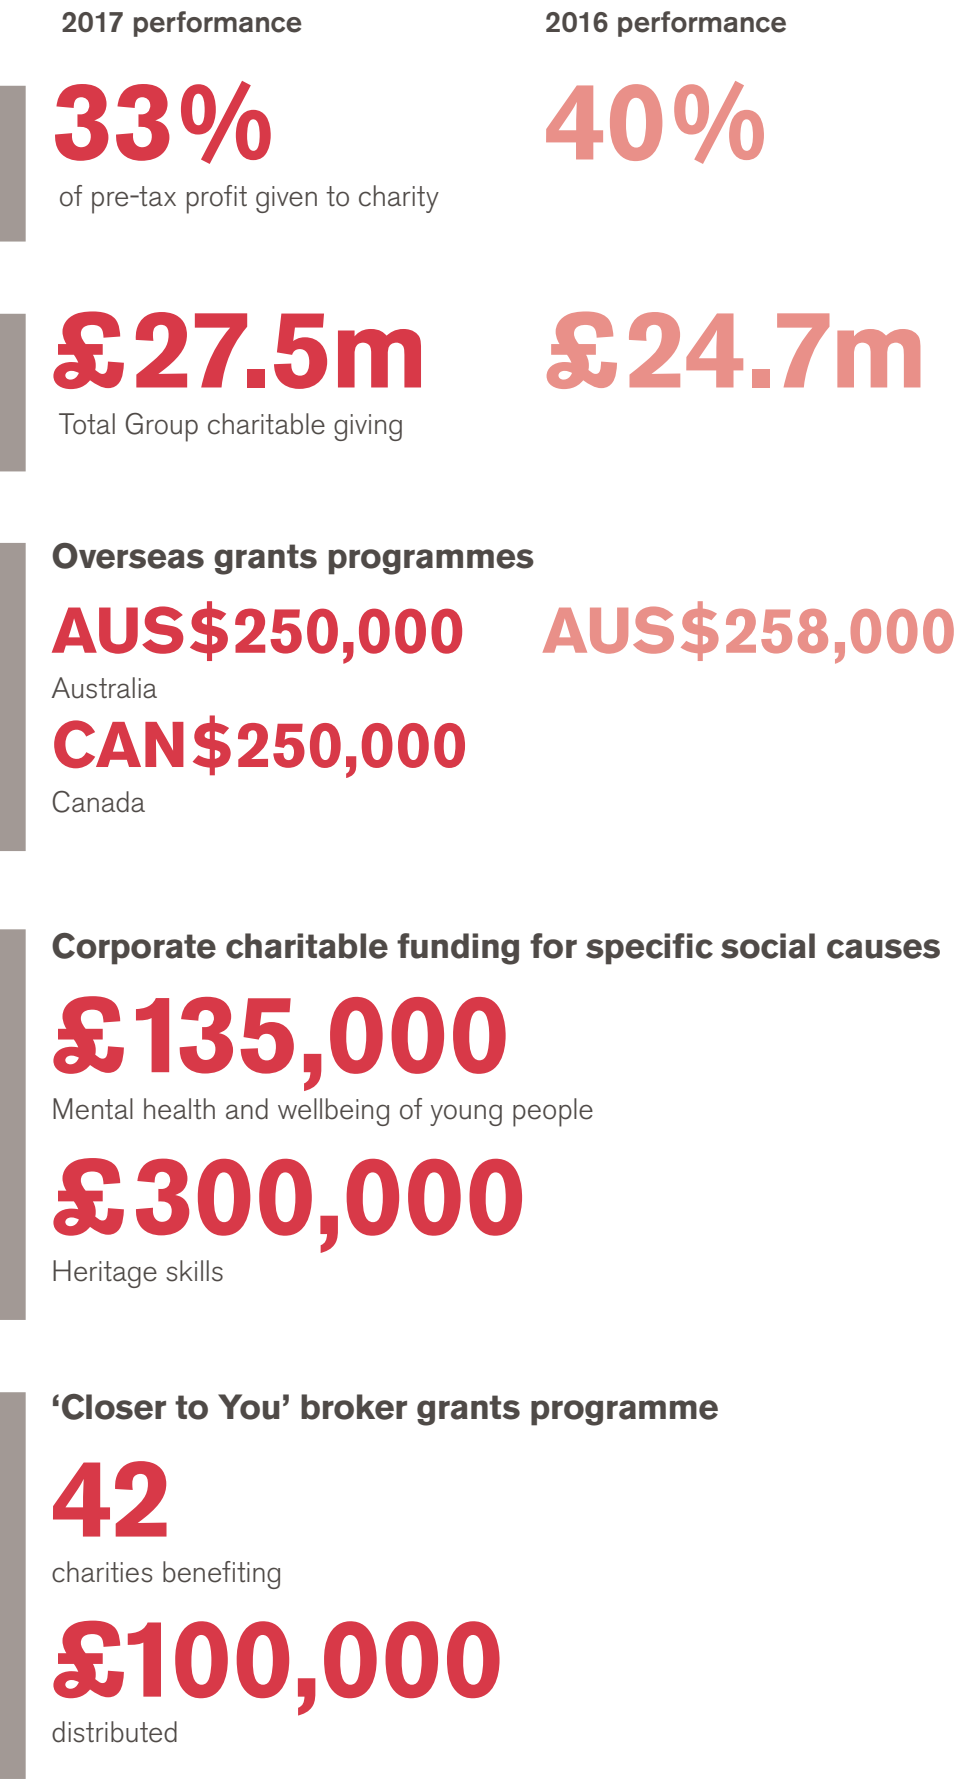 2017 performance 2016 performance
33% 40%
of pre-tax profit given to charity
£27.5m £24.7m
Total Group charitable giving
Overseas grants programmes
AUS$250,000 AUS$258,000
Australia
CAN$250,000
Canada
Corporate charitable funding for specific social causes
£135,000
Mental health and wellbeing of young people
£300,000
Heritage skills
‘Closer to You’ broker grants programme
42
charities benefiting
£100,000
distributed